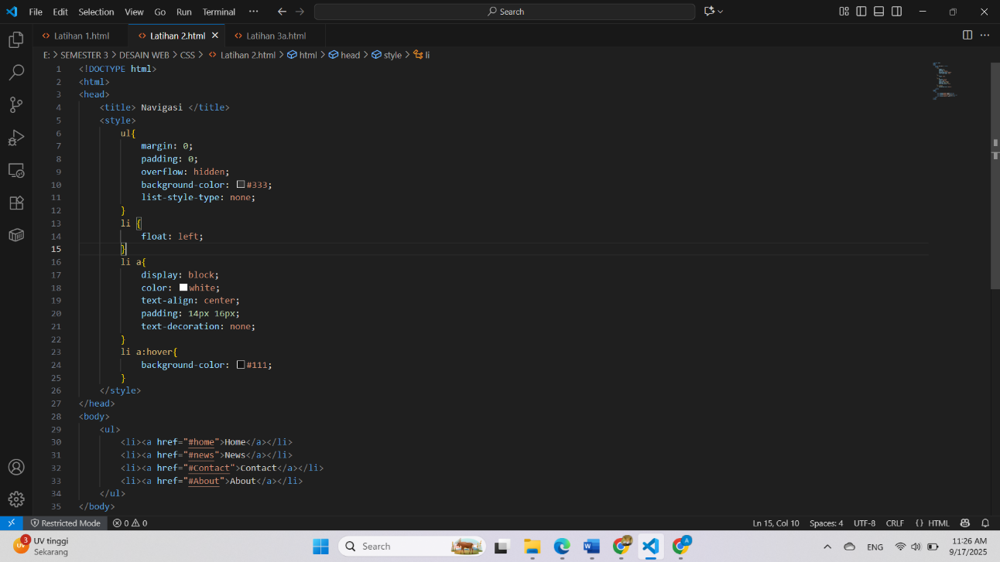 File Edit Selection View Go Run Terminal ··· Search
Latihan 1.html Latihan 2.html Latihan 3a.html
E: > SEMESTER 3 > DESAIN WEB > CSS > Latihan 2.html > html > head > style > li
1 <!DOCTYPE html>
2 <html>
3 <head>
4 <title> Navigasi </title>
5 <style>
6 ul{
7 margin: 0;
8 padding: 0;
9 overflow: hidden;
10 background-color: #333;
11 list-style-type: none;
12 }
13 li {
14 float: left;
15 }
16 li a{
17 display: block;
18 color: white;
19 text-align: center;
20 padding: 14px 16px;
21 text-decoration: none;
22 }
23 li a:hover{
24 background-color: #111;
25 }
26 </style>
27 </head>
28 <body>
29 <ul>
30 <li><a href="#home">Home</a></li>
31 <li><a href="#news">News</a></li>
32 <li><a href="#Contact">Contact</a></li>
33 <li><a href="#About">About</a></li>
34 </ul>
35 </body>
Restricted Mode 0 0 Ln 15, Col 10 Spaces: 4 UTF-8 CRLF {} HTML
3 UV tinggi
Sekarang
Search
ENG
11:26 AM
9/17/2025